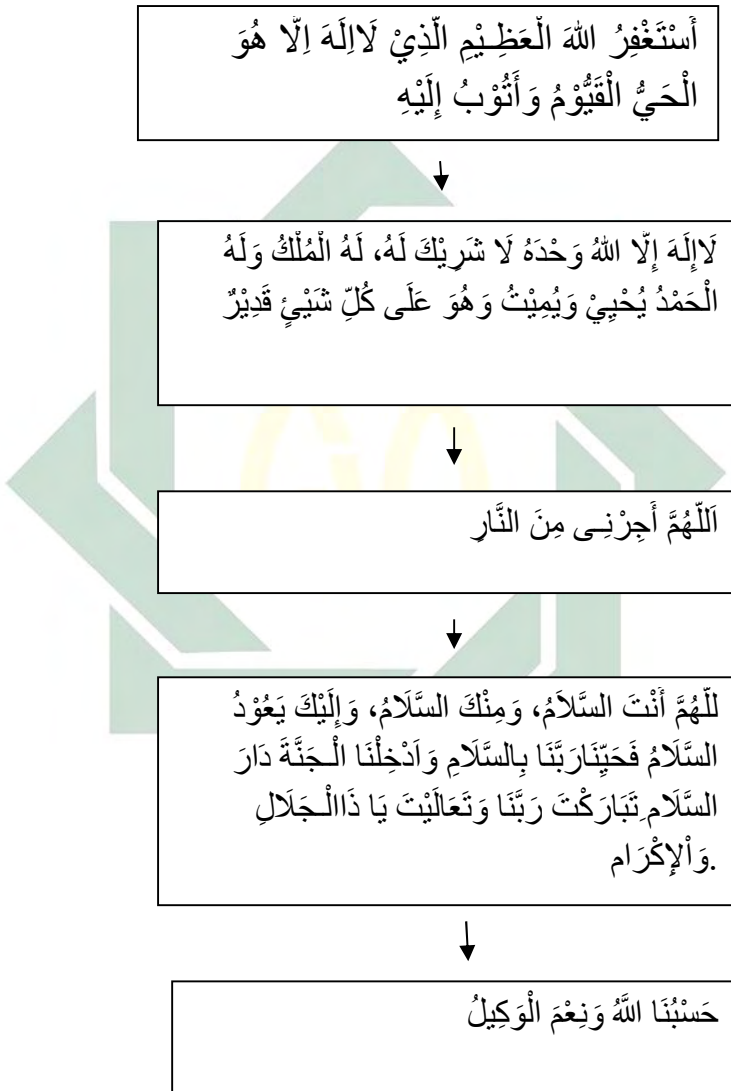 أَسْتَغْفِرُ اللهَ الْعَظِـيْمِ الَّذِيْ لَااِلَهَ اِلَّا هُوَ
الْحَيُّ الْقَيُّوْمُ وَأَتُوْبُ إِلَيْهِ
لَاإِلَهَ إِلَّا اللهُ وَحْدَهُ لَا شَرِيْكَ لَهُ، لَهُ الْمُلْكُ وَلَهُ
الْحَمْدُ يُحْيِيْ وَيُمِيْتُ وَهُوَ عَلَى كُلِّ شَيْئٍ قَدِيْرٌ
اَللّهُمَّ أَجِرْنِـى مِنَ النَّارِ
للّهُمَّ أَنْتَ السَّلاَمُ، وَمِنْكَ السَّلَامُ، وَإِلَيْكَ يَعُوْدُ
السَّلَامُ فَحَيِّنَارَبَّنَا بِالسَّلَامِ وَاَدْخِلْنَا الْـجَنَّةَ دَارَ
السَّلَامِ تَبَارَكْتَ رَبَّنَا وَتَعَالَيْتَ يَا ذَاالْـجَلَالِ
وَاْلإِكْرَام.
حَسْبُنَا اللَّهُ وَنِعْمَ الْوَكِيلُ